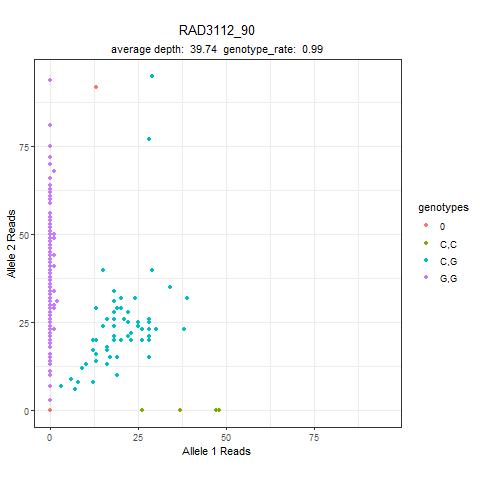 RAD3112_90
average depth: 39.74 genotype_rate: 0.99
75
50
25
0
Allele 2 Reads
0
25
50
75
Allele 1 Reads
genotypes
0
C,C
C,G
G,G